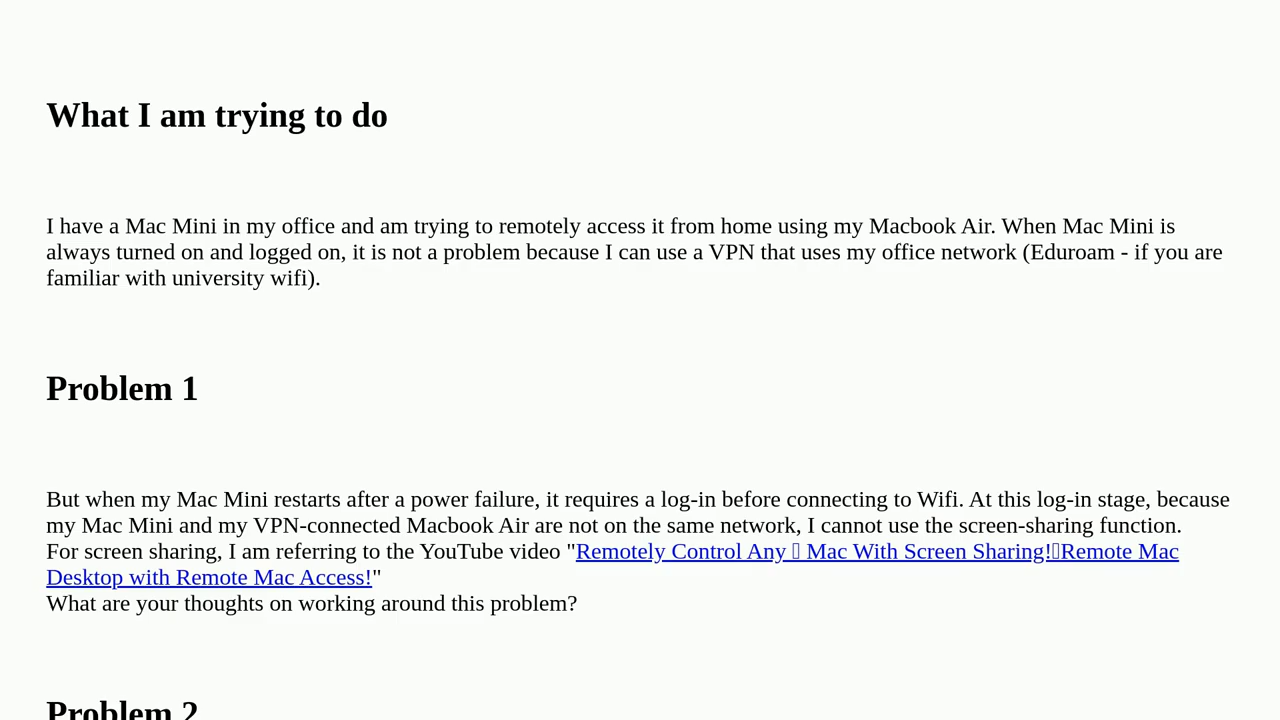 What I am trying to do
I have a Mac Mini in my office and am trying to remotely access it from home using my Macbook Air. When Mac Mini is
always turned on and logged on, it is not a problem because I can use a VPN that uses my office network (Eduroam - if you are
familiar with university wifi).
Problem 1
But when my Mac Mini restarts after a power failure, it requires a log-in before connecting to Wifi. At this log-in stage, because
my Mac Mini and my VPN-connected Macbook Air are not on the same network, I cannot use the screen-sharing function.
For screen sharing, I am referring to the YouTube video "Remotely Control Any Mac With Screen Sharing!Remote Mac
Desktop with Remote Mac Access!"
What are your thoughts on working around this problem?
Problem 2